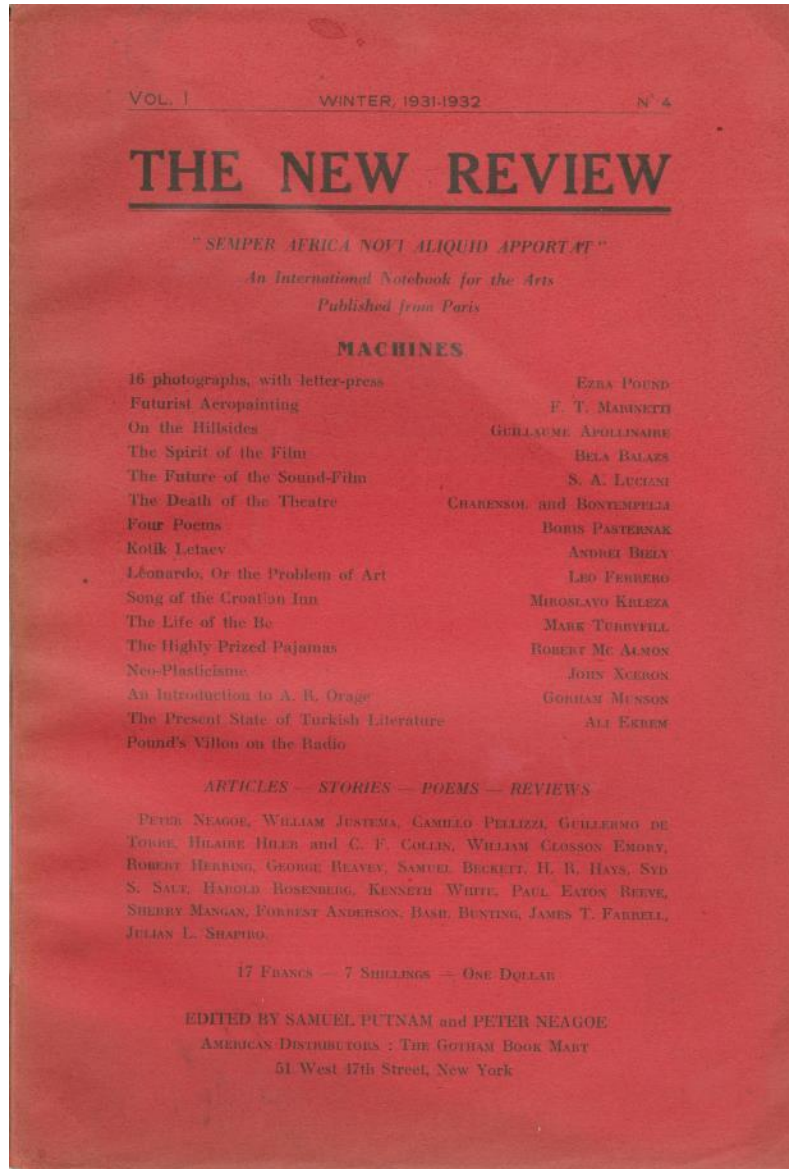 VOL. 1 WINTER, 1931-1932 N° 4
THE NEW REVIEW
"SEMPER AFRICA NOVI ALIQUID APPORTAT"
An International Notebook for the Arts
Published from Paris
MACHINES
16 photographs, with letter-press EZRA POUND
Futurist Aeropainting F. T. MARINETTI
On the Hillsides GUILLAUME APOLLINAIRE
The Spirit of the Film BELA BALAZS
The Future of the Sound-Film S. A. LUCIANI
The Death of the Theatre CHARENSOL and BONTEMPELLI
Four Poems BORIS PASTERNAK
Kotik Letaev ANDREI BIELY
Léonardo, Or the Problem of Art LEO FERRERO
Song of the Croatian Inn MIROSLAVO KRLEZA
The Life of the Be MARK TURBYFILL
The Highly Prized Pajamas ROBERT MC ALMON
Neo-Plasticisme JOHN XCERON
An Introduction to A. R. Orage GORHAM MUNSON
The Present State of Turkish Literature ALI EKREM
Pound's Villon on the Radio
ARTICLES — STORIES — POEMS — REVIEWS
PETER NEAGOE, WILLIAM JUSTEMA, CAMILLO PELLIZZI, GUILLERMO DE
TORRE, HILAIRE HILER and C. F. COLLIN, WILLIAM CLOSSON EMORY,
ROBERT HERRING, GEORGE REAVEY, SAMUEL BECKETT, H. R. HAYS, SYD
S. SALT, HAROLD ROSENBERG, KENNETH WHITE, PAUL EATON REEVE,
SHERRY MANGAN, FORREST ANDERSON, BASIL BUNTING, JAMES T. FARRELL,
JULIAN L. SHAPIRO.
17 FRANCS — 7 SHILLINGS — ONE DOLLAR
EDITED BY SAMUEL PUTNAM and PETER NEAGOE
AMERICAN DISTRIBUTORS : THE GOTHAM BOOK MART
51 West 47th Street, New York